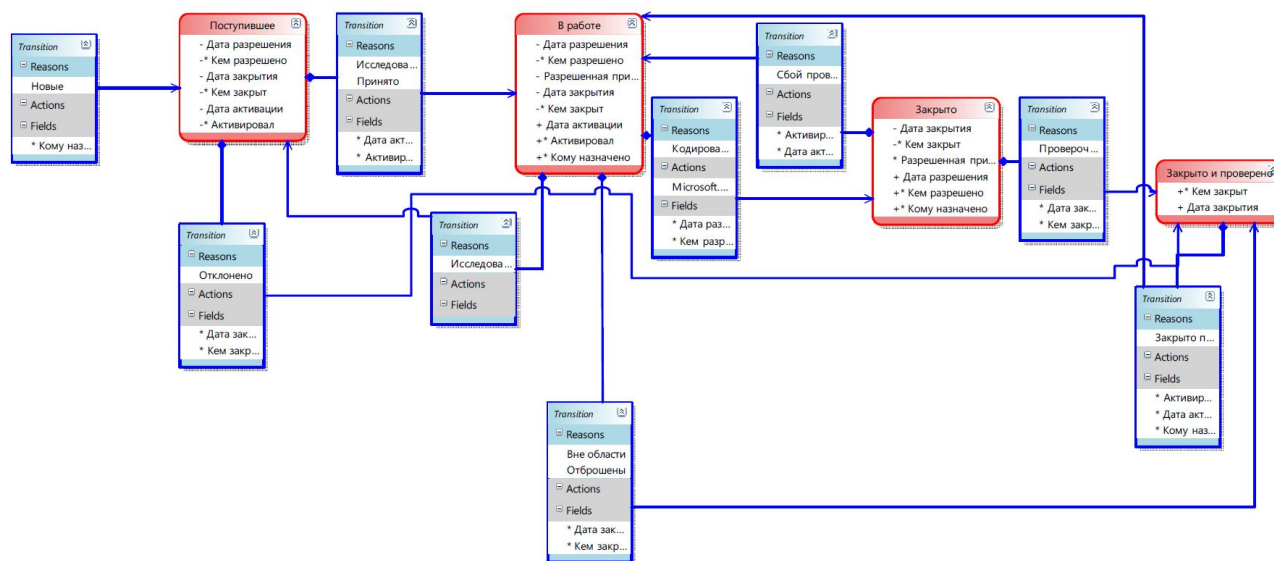 Transition
Reasons
Новые
Actions
Fields
* Кому наз...
Поступившее
- Дата разрешения
-* Кем разрешено
- Дата закрытия
-* Кем закрыт
- Дата активации
-* Активировал
Transition
Reasons
Исследова...
Принято
Actions
Fields
* Дата акт...
* Активир...
В работе
- Дата разрешения
-* Кем разрешено
- Разрешенная при...
- Дата закрытия
-* Кем закрыт
+ Дата активации
+* Активировал
+* Кому назначено
Transition
Reasons
Сбой пров...
Actions
Fields
* Активир...
* Дата акт...
Transition
Reasons
Кодирова...
Actions
Microsoft....
Fields
* Дата раз...
* Кем разр...
Закрыто
- Дата закрытия
-* Кем закрыт
* Разрешенная при...
+ Дата разрешения
+* Кем разрешено
+* Кому назначено
Transition
Reasons
Провероч...
Actions
Fields
* Дата зак...
* Кем закр...
Закрыто и проверено
+* Кем закрыт
+ Дата закрытия
Transition
Reasons
Отклонено
Actions
Fields
* Дата зак...
* Кем закр...
Transition
Reasons
Исследова...
Actions
Fields
Transition
Reasons
Закрыто п...
Actions
Fields
* Активир...
* Дата акт...
* Кому наз...
Transition
Reasons
Вне области
Отброшены
Actions
Fields
* Дата зак...
* Кем закр...